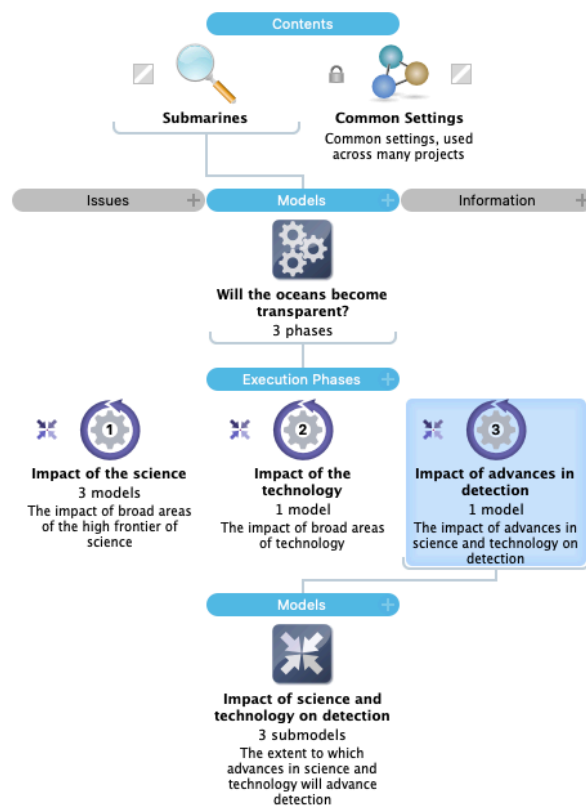 Contents
Submarines
Common Settings
Common settings, used
across many projects
Issues
Models
Information
Will the oceans become
transparent?
3 phases
Execution Phases
1
Impact of the science
3 models
The impact of broad areas
of the high frontier of
science
2
Impact of the
technology
1 model
The impact of broad areas
of technology
3
Impact of advances in
detection
1 model
The impact of advances in
science and technology on
detection
Models
Impact of science and
technology on detection
3 submodels
The extent to which
advances in science and
technology will advance
detection